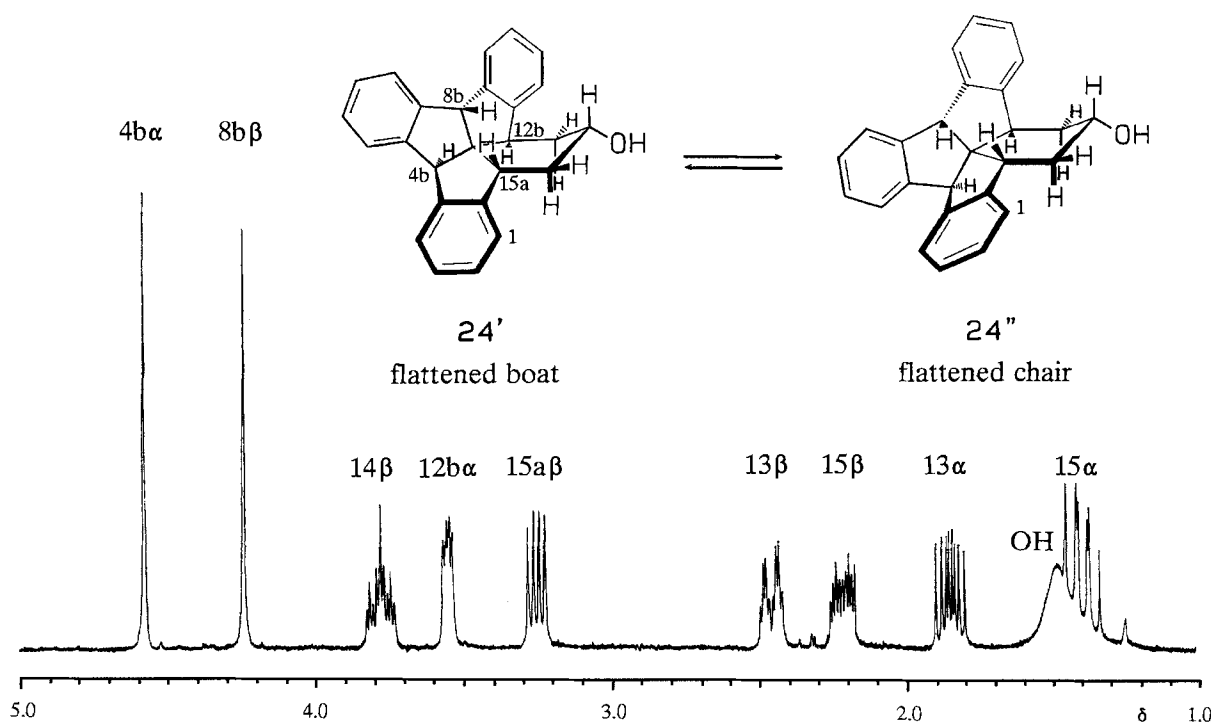 8b
H
H
12b
H
H
OH
4b
H
H
15a
H
H
H
1
H
H
H
H
OH
H
H
H
H
H
1
24' 24"
flattened boat flattened chair
4bα 8bβ
14β 12bα 15aβ 13β 15β 13α 15α
OH
5.0 4.0 3.0 2.0 δ 1.0